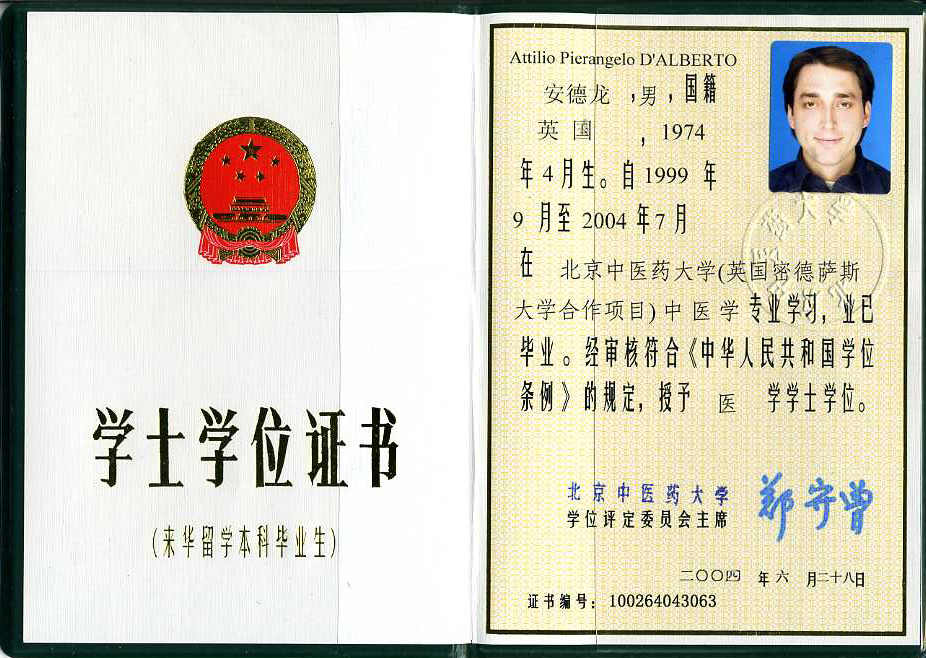 学士学位证书
(来华留学本科毕业生)
Attilio Pierangelo D'ALBERTO
安德龙 ,男,国籍
英国 , 1974
年4月生。自1999 年
9 月至 2004 年7月
在 北京中医药大学(英国密德萨斯
大学合作项目)中医学专业学习, 业已
毕业。经审核符合《中华人民共和国学位
条例》的规定, 授予 医 学学士学位。
北京中医药大学
学位评定委员会主席
二〇〇四 年六 月二十八日
证书编号: 100264043063